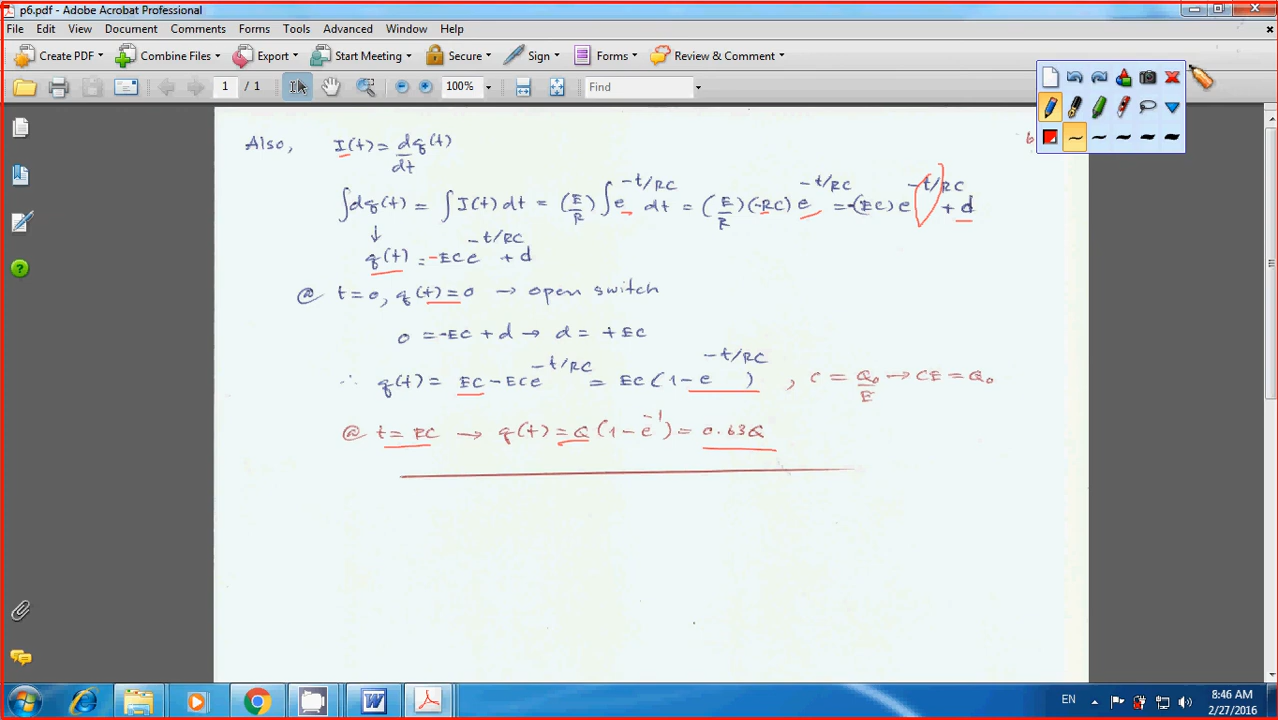 p6.pdf - Adobe Acrobat Professional
File Edit View Document Comments Forms Tools Advanced Window Help
Create PDF Combine Files Export Start Meeting Secure Sign Forms Review & Comment
1 / 1 100% Find
6
Also, I(t) = dq(t)/dt
∫dq(t) = ∫I(t)dt = (E/R)∫e^{-t/RC} dt = (E/R)(-RC)e^{-t/RC} = -(EC)e^{-t/RC} + d
↓
q(t) = -ECe^{-t/RC} + d
@ t=0, q(t)=0 → open switch
0 = -EC + d → d = +EC
∴ q(t) = EC - ECe^{-t/RC} = EC(1-e^{-t/RC}), C = Q₀/E → CE = Q₀
@ t = RC → q(t) = Q(1-e^{-1}) = 0.63Q
EN 8:46 AM
2/27/2016